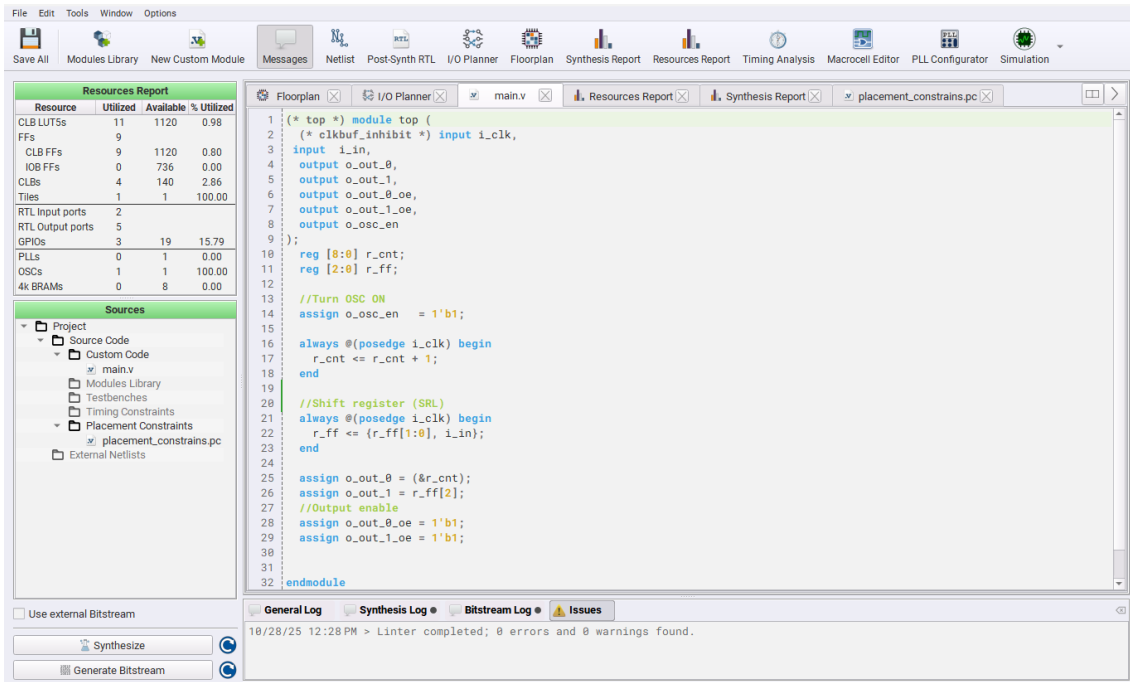 File Edit Tools Window Options
Save All Modules Library New Custom Module Messages Netlist Post-Synth RTL I/O Planner Floorplan Synthesis Report Resources Report Timing Analysis Macrocell Editor PLL Configurator Simulation
Resources Report
Resource Utilized Available % Utilized
CLB LUT5s 11 1120 0.98
FFs 9
CLB FFs 9 1120 0.80
IOB FFs 0 736 0.00
CLBs 4 140 2.86
Tiles 1 1 100.00
RTL Input ports 2
RTL Output ports 5
GPIOs 3 19 15.79
PLLs 0 1 0.00
OSCs 1 1 100.00
4k BRAMs 0 8 0.00
Sources
Project
Source Code
Custom Code
main.v
Modules Library
Testbenches
Timing Constraints
Placement Constraints
placement_constrains.pc
External Netlists
Use external Bitstream
Synthesize
Generate Bitstream
Floorplan I/O Planner main.v Resources Report Synthesis Report placement_constrains.pc
1 (* top *) module top (
2 (* clkbuf_inhibit *) input i_clk,
3 input i_in,
4 output o_out_0,
5 output o_out_1,
6 output o_out_0_oe,
7 output o_out_1_oe,
8 output o_osc_en
9 );
10 reg [8:0] r_cnt;
11 reg [2:0] r_ff;
12
13 //Turn OSC ON
14 assign o_osc_en = 1'b1;
15
16 always @(posedge i_clk) begin
17 r_cnt <= r_cnt + 1;
18 end
19
20 //Shift register (SRL)
21 always @(posedge i_clk) begin
22 r_ff <= {r_ff[1:0], i_in};
23 end
24
25 assign o_out_0 = (&r_cnt);
26 assign o_out_1 = r_ff[2];
27 //Output enable
28 assign o_out_0_oe = 1'b1;
29 assign o_out_1_oe = 1'b1;
30
31
32 endmodule
General Log Synthesis Log Bitstream Log Issues
10/28/25 12:28 PM > Linter completed; 0 errors and 0 warnings found.